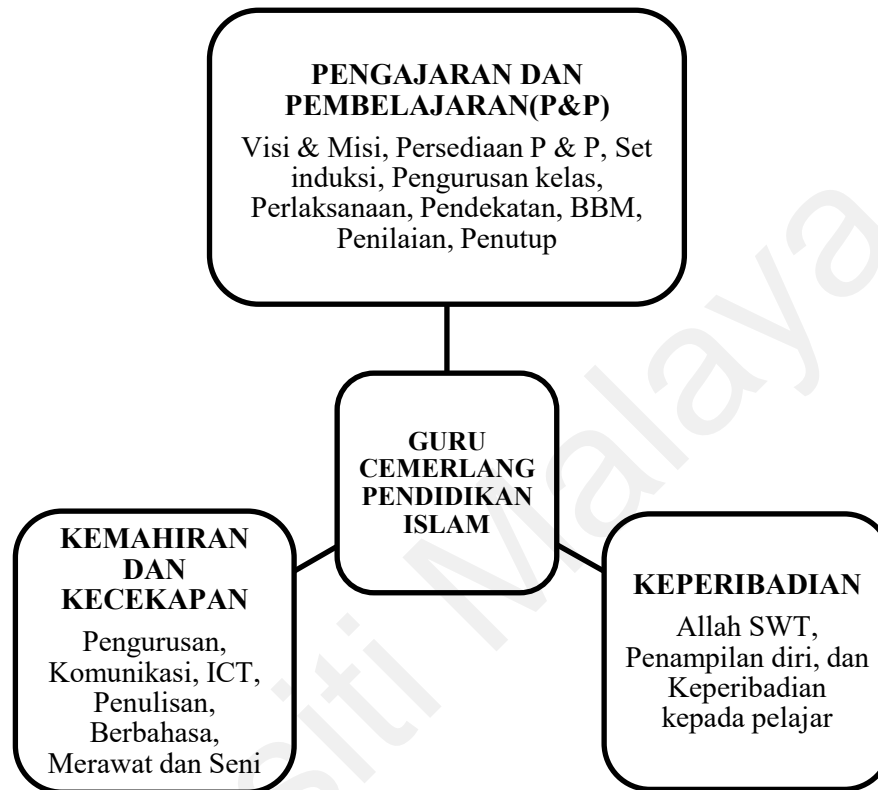 PENGAJARAN DAN
PEMBELAJARAN(P&P)
Visi & Misi, Persediaan P & P, Set
induksi, Pengurusan kelas,
Perlaksanaan, Pendekatan, BBM,
Penilaian, Penutup
GURU
CEMERLANG
PENDIDIKAN
ISLAM
KEMAHIRAN
DAN
KECEKAPAN
Pengurusan,
Komunikasi, ICT,
Penulisan,
Berbahasa,
Merawat dan Seni
KEPERIBADIAN
Allah SWT,
Penampilan diri, dan
Keperibadian
kepada pelajar
siti Malaya